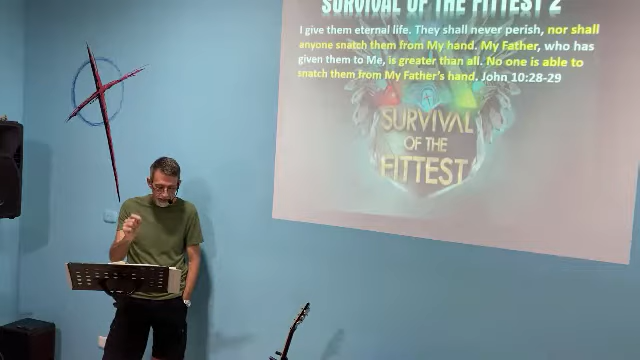 SURVIVAL OF THE FITTEST 2
I give them eternal life. They shall never perish, nor shall
anyone snatch them from My hand. My Father, who has
given them to Me, is greater than all. No one is able to
snatch them from My Father's hand. John 10:28-29
SURVIVAL
OF THE
FITTEST